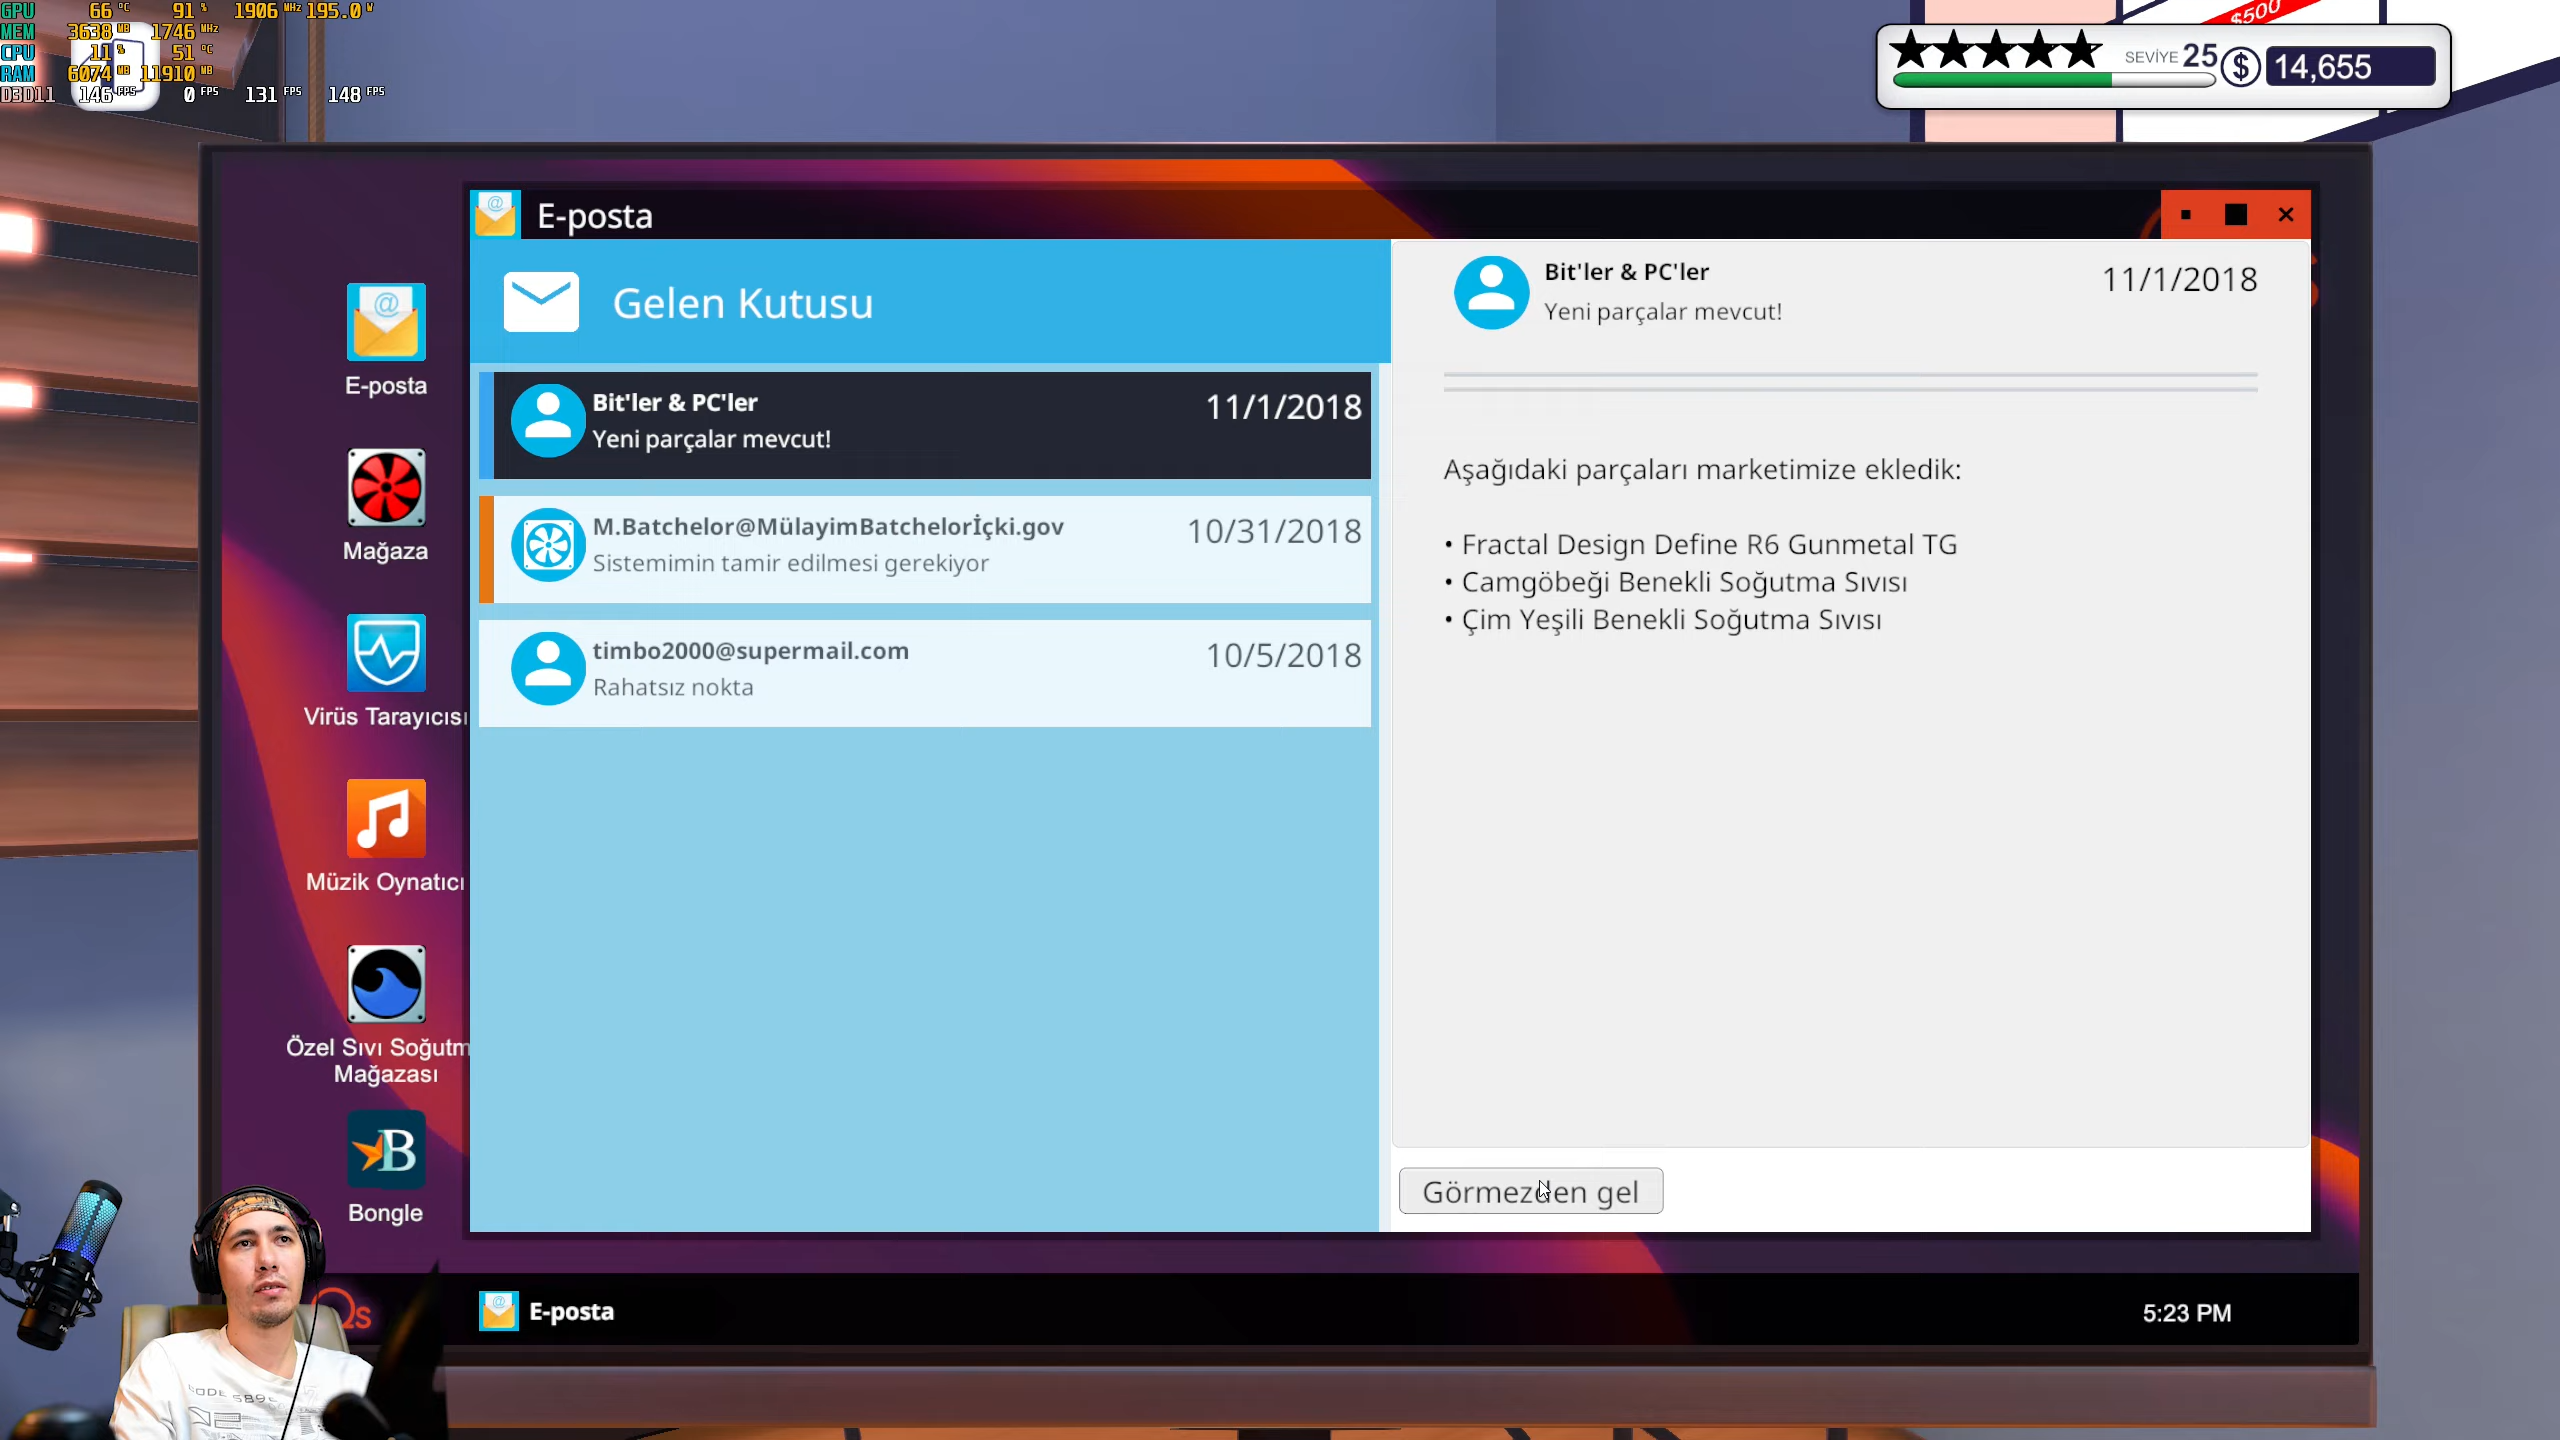 GPU 66 °C 91 % 1906 MHz 195.0 W
MEM 3638 MB 1746 MHz
CPU 11 % 51 °C
RAM 6074 MB 11910 MB
D3D11 146 FPS 0 FPS 131 FPS 148 FPS
$500
SEVİYE 25 $ 14,655
E-posta
Gelen Kutusu
Bit'ler & PC'ler 11/1/2018
Yeni parçalar mevcut!
M.Batchelor@MülayimBatchelorİçki.gov 10/31/2018
Sistemimin tamir edilmesi gerekiyor
timbo2000@supermail.com 10/5/2018
Rahatsız nokta
Bit'ler & PC'ler 11/1/2018
Yeni parçalar mevcut!
Aşağıdaki parçaları marketimize ekledik:
• Fractal Design Define R6 Gunmetal TG
• Camgöbeği Benekli Soğutma Sıvısı
• Çim Yeşili Benekli Soğutma Sıvısı
Görmezden gel
E-posta
Mağaza
Virüs Tarayıcısı
Müzik Oynatıcı
Özel Sıvı Soğutm
Mağazası
B
Bongle
E-posta
5:23 PM